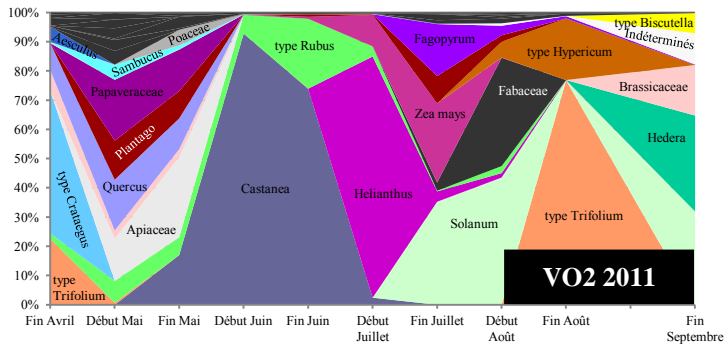 100%
90%
80%
70%
60%
50%
40%
30%
20%
10%
0%
Aesculus
Poaceae
Sambucus
Papaveraceae
Plantago
Quercus
type Crataegus
Apiaceae
type
Trifolium
type Rubus
Castanea
Helianthus
Fagopyrum
Zea mays
Fabaceae
Solanum
type Hypericum
type Trifolium
type Biscutella
Indéterminés
Brassicaceae
Hedera
VO2 2011
Fin Avril
Début Mai
Fin Mai
Début Juin
Fin Juin
Début
Juillet
Fin Juillet
Début
Août
Fin Août
Fin
Septembre